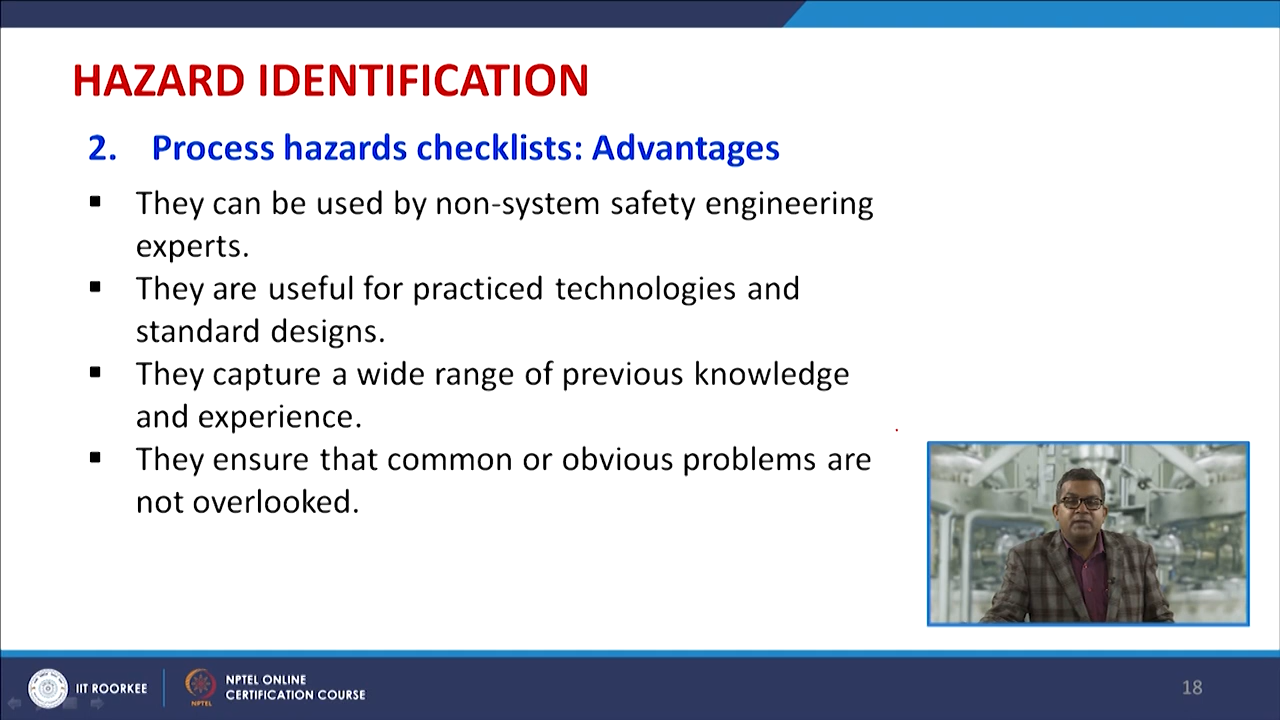 HAZARD IDENTIFICATION
2. Process hazards checklists: Advantages
▪ They can be used by non-system safety engineering
experts.
▪ They are useful for practiced technologies and
standard designs.
▪ They capture a wide range of previous knowledge
and experience.
▪ They ensure that common or obvious problems are
not overlooked.
IIT ROORKEE
NPTEL
NPTEL ONLINE
CERTIFICATION COURSE
18